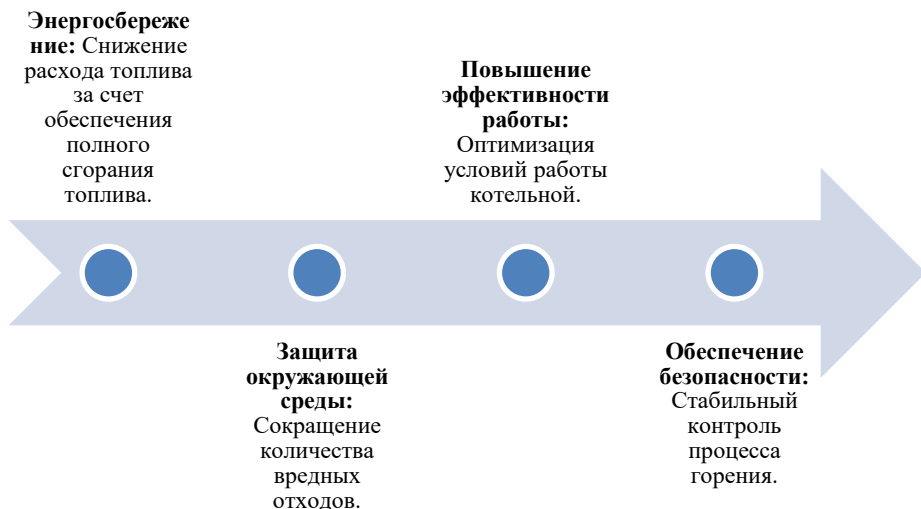 Энергосбереже
ние: Снижение
расхода топлива
за счет
обеспечения
полного
сгорания
топлива.
Защита
окружающей
среды:
Сокращение
количества
вредных
отходов.
Повышение
эффективности
работы:
Оптимизация
условий работы
котельной.
Обеспечение
безопасности:
Стабильный
контроль
процесса
горения.